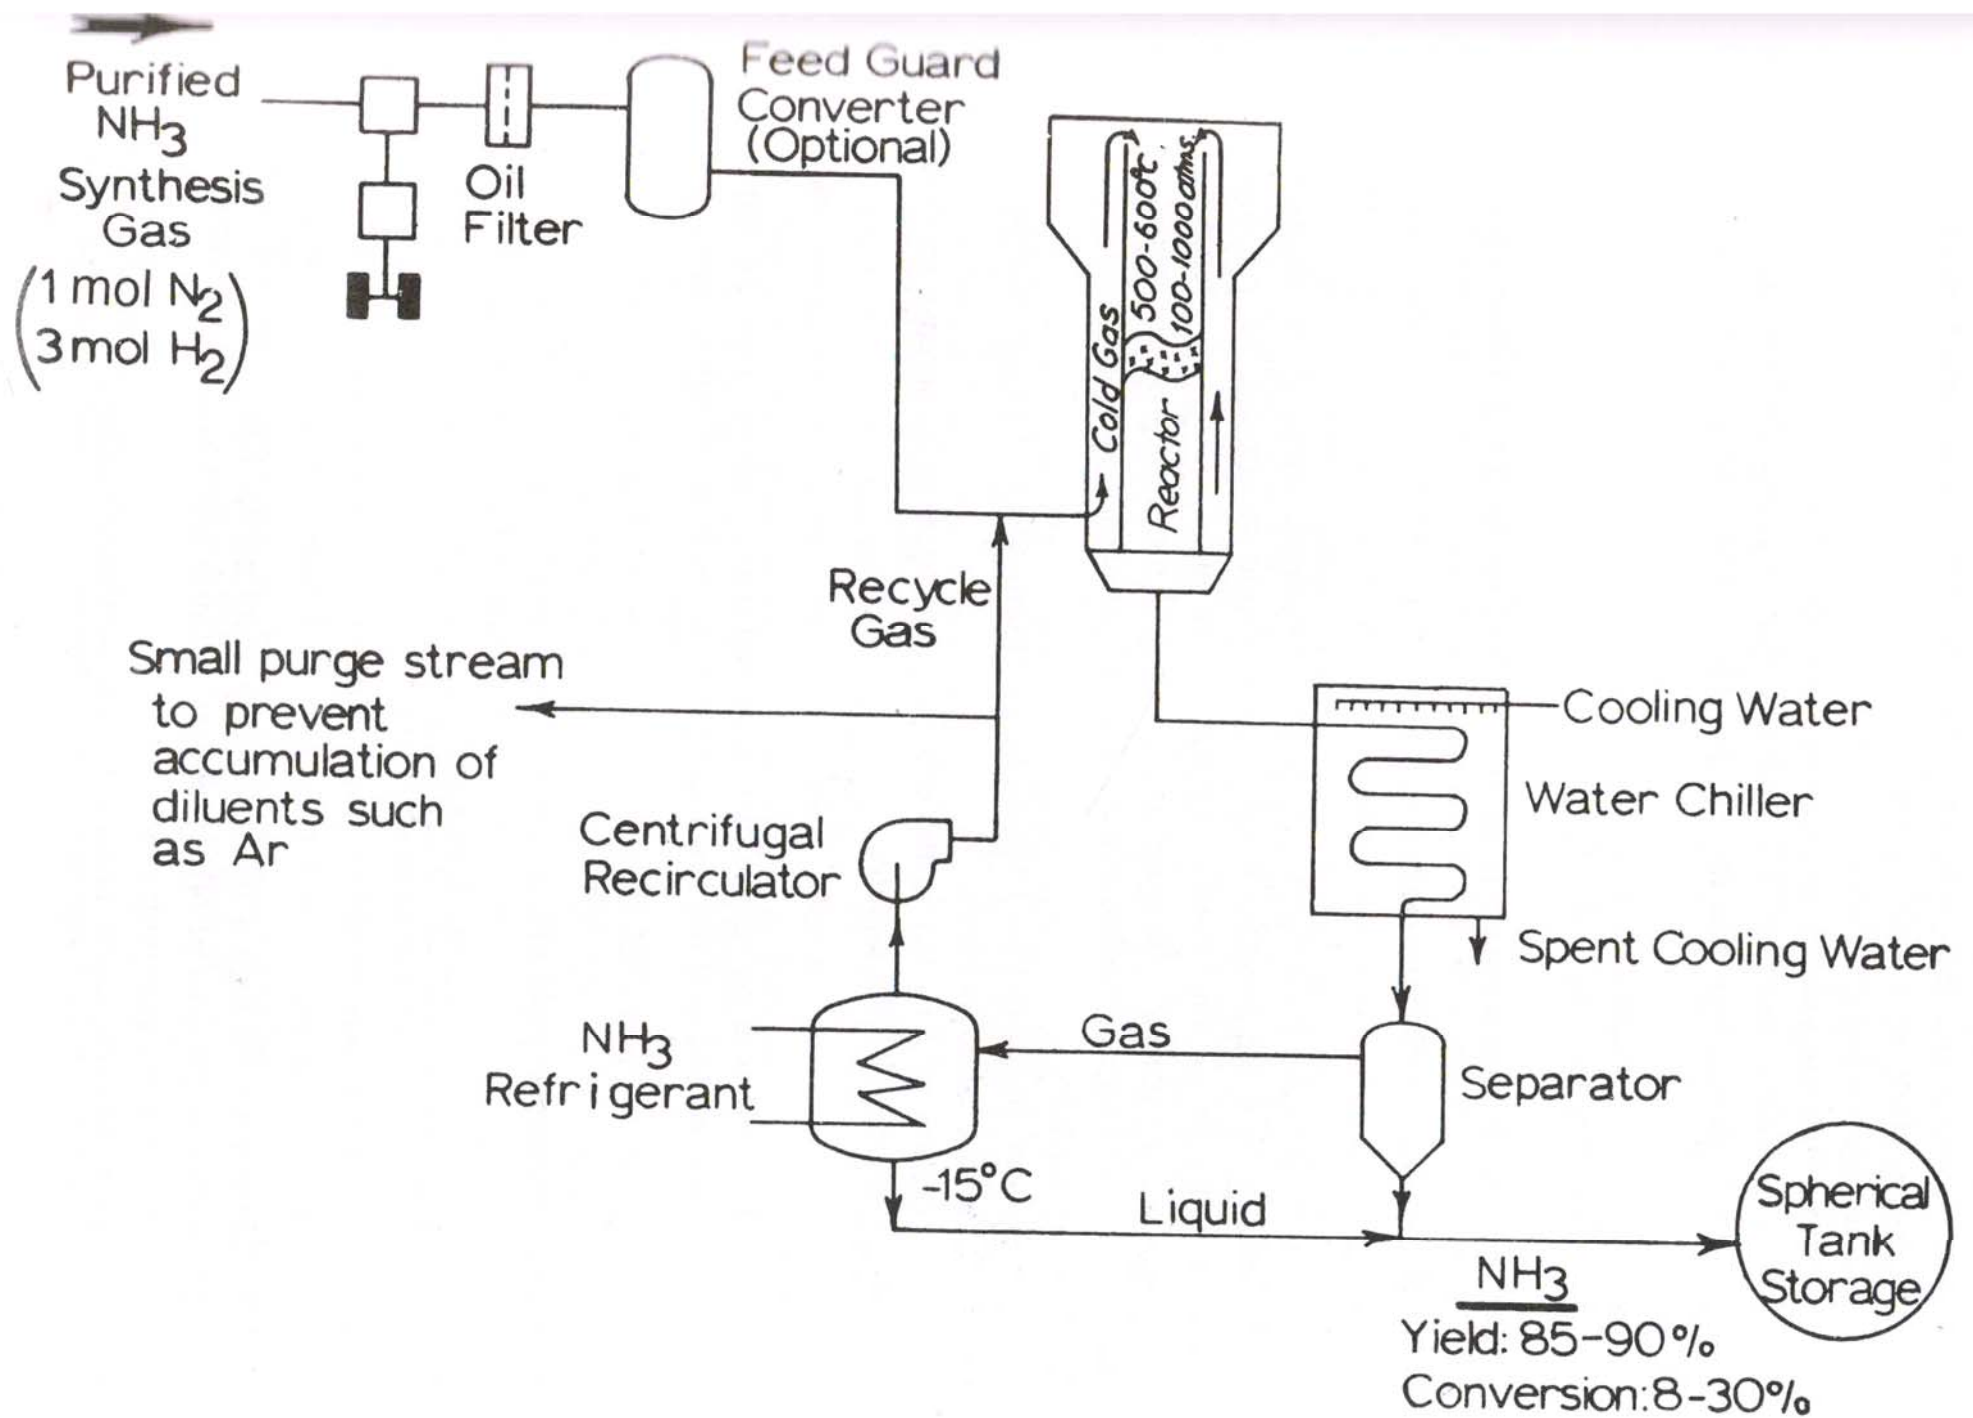 Purified
NH3
Synthesis
Gas
(1 mol N2
3 mol H2)
Oil
Filter
Feed Guard
Converter
(Optional)
Cold Gas
500-600°C.
100-1000 atms.
Reactor
Recycle
Gas
Small purge stream
to prevent
accumulation of
diluents such
as Ar
Centrifugal
Recirculator
Cooling Water
Water Chiller
Spent Cooling Water
NH3
Refrigerant
Gas
Separator
-15°C
Liquid
Spherical
Tank
Storage
NH3
Yield: 85-90%
Conversion: 8-30%